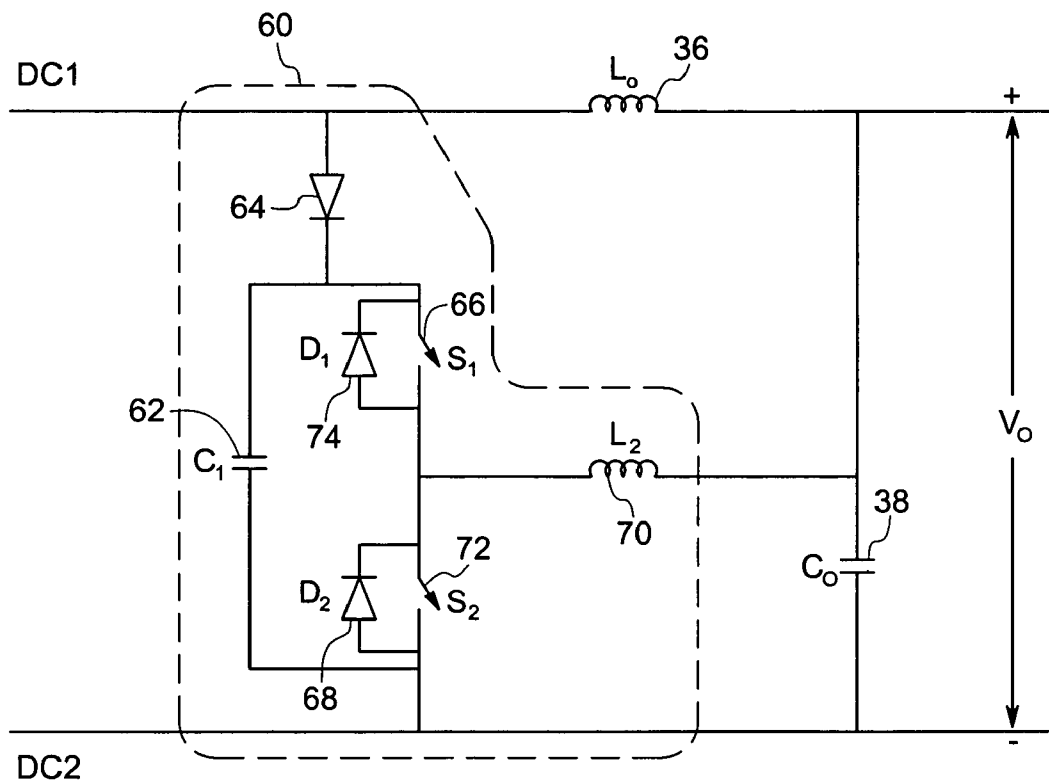 60
DC1
Lₒ
36
+
64
66
D₁
S₁
62
74
C₁
L₂
Vₒ
70
72
38
D₂
S₂
Cₒ
68
-
DC2